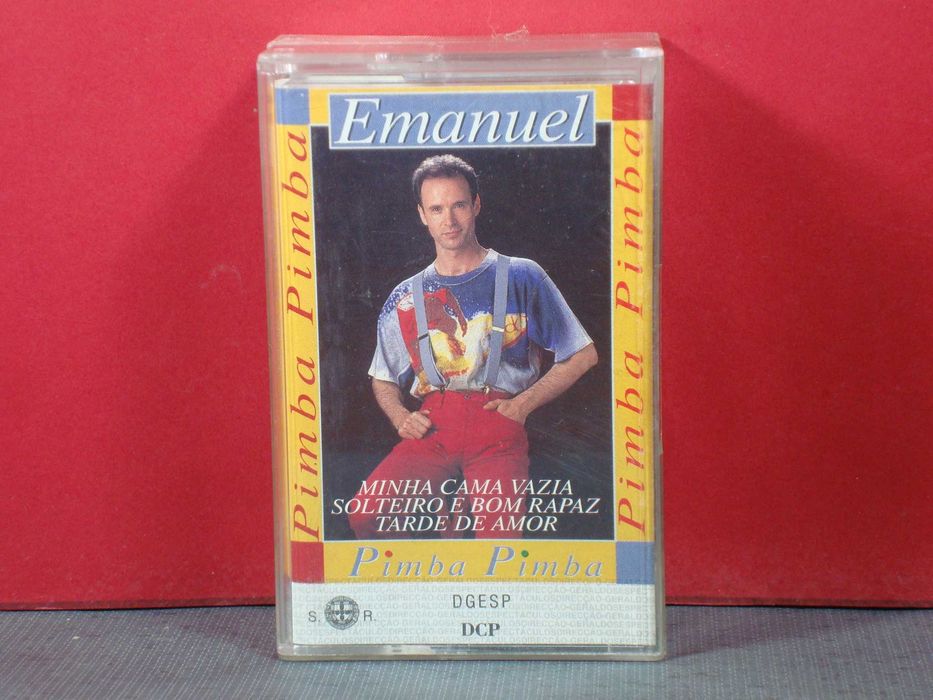 Emanuel
Pimba Pimba
Pimba Pimba
MINHA CAMA VAZIA
SOLTEIRO E BOM RAPAZ
TARDE DE AMOR
Pimba Pimba
S. R.
DGESP
DCP